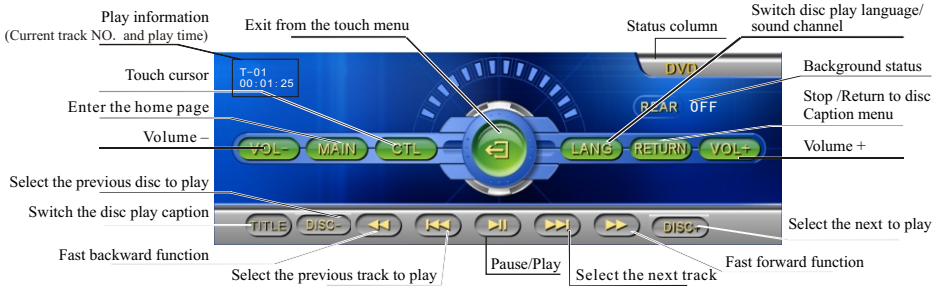 Switch disc play language/
sound channel
Play information
(Current track NO. and play time)
Exit from the touch menu
Status column
T-01
00:01:25
DVD
Touch cursor
Background status
Enter the home page
REAR OFF
Stop /Return to disc
Caption menu
Volume –
VOL- MAIN CTL LANG RETURN VOL+
Volume +
Select the previous disc to play
Switch the disc play caption
TITLE DISC- DISC+
Select the next to play
Fast backward function
Select the previous track to play
Pause/Play
Select the next track
Fast forward function